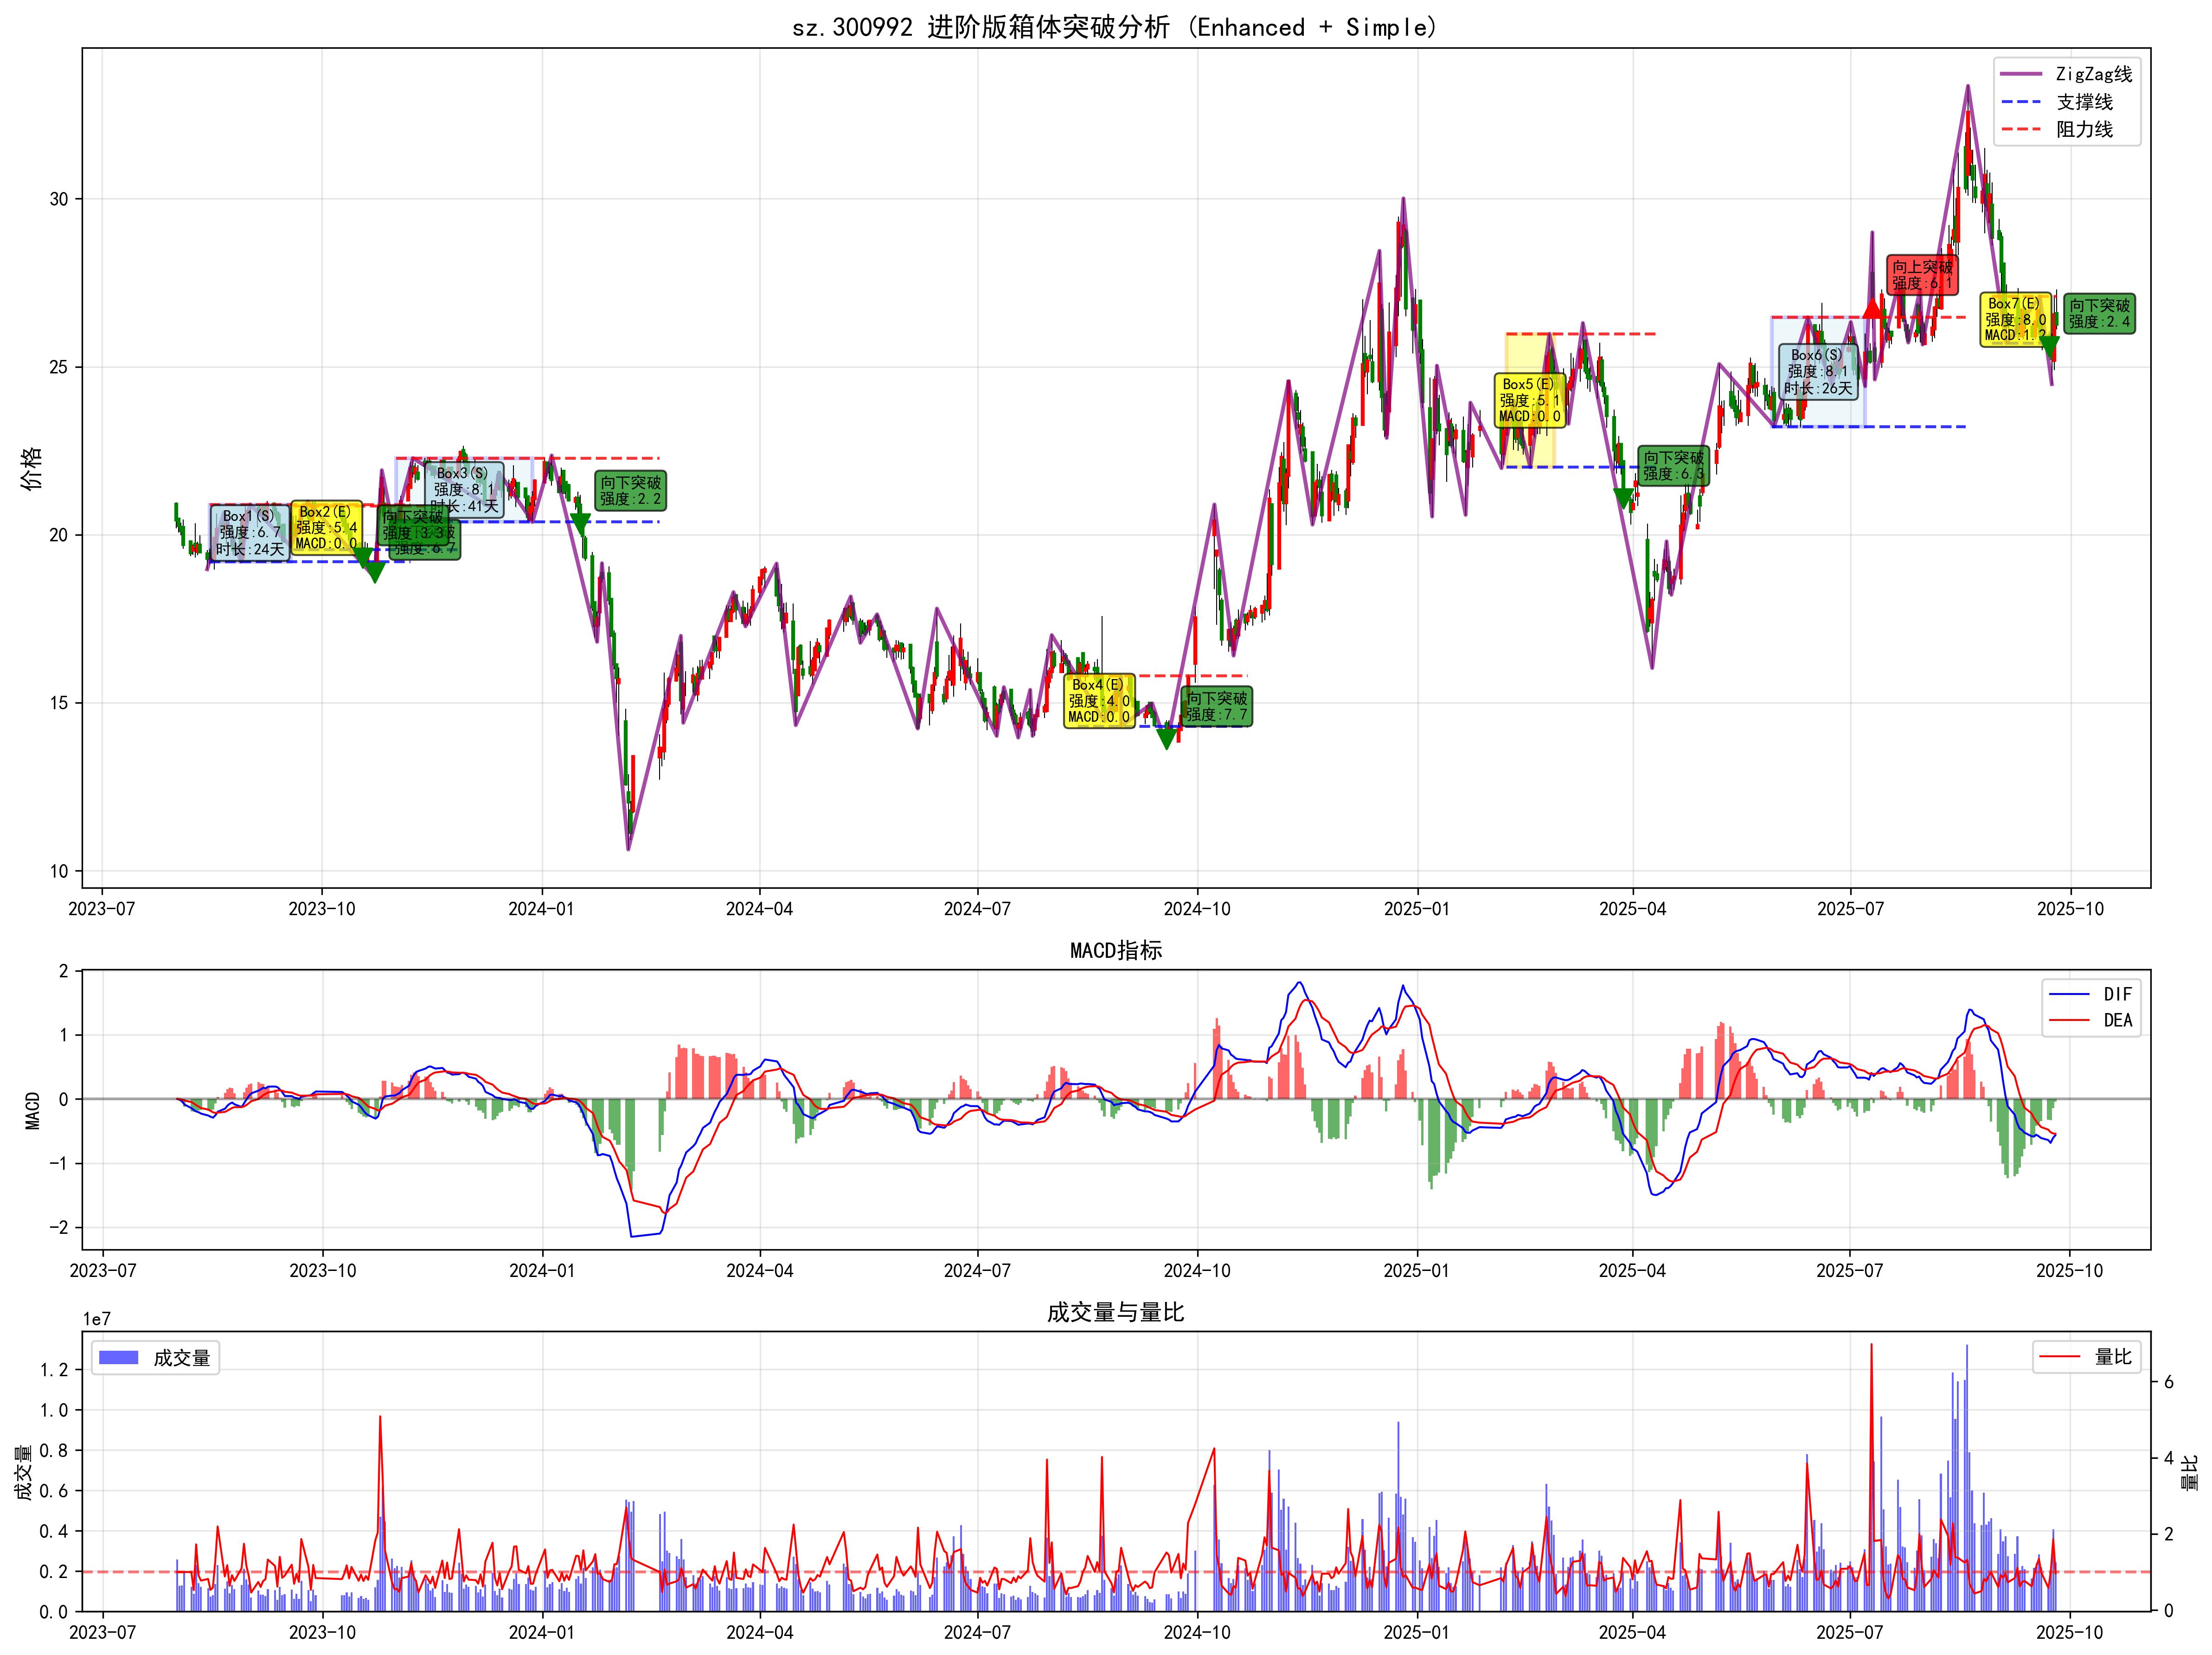 sz.300992 进阶版箱体突破分析 (Enhanced + Simple)
ZigZag线
支撑线
阻力线
价格
30
25
20
15
10
Box1(S)
强度:6.7
时长:24天
Box2(E)
强度:5.4
MACD:0.0
向下突破
强度:3.3
强度:6.7
Box3(S)
强度:8.1
时长:41天
向下突破
强度:2.2
Box4(E)
强度:4.0
MACD:0.0
向下突破
强度:7.7
Box5(E)
强度:5.1
MACD:0.0
向下突破
强度:6.3
Box6(S)
强度:8.1
时长:26天
向上突破
强度:6.1
Box7(E)
强度:8.0
MACD:1.2
向下突破
强度:2.4
2023-07 2023-10 2024-01 2024-04 2024-07 2024-10 2025-01 2025-04 2025-07 2025-10
MACD指标
DIF
DEA
MACD
2
1
0
−1
−2
2023-07 2023-10 2024-01 2024-04 2024-07 2024-10 2025-01 2025-04 2025-07 2025-10
成交量与量比
1e7
成交量
量比
成交量
1.2
1.0
0.8
0.6
0.4
0.2
0.0
6
4
2
0
量比
2023-07 2023-10 2024-01 2024-04 2024-07 2024-10 2025-01 2025-04 2025-07 2025-10